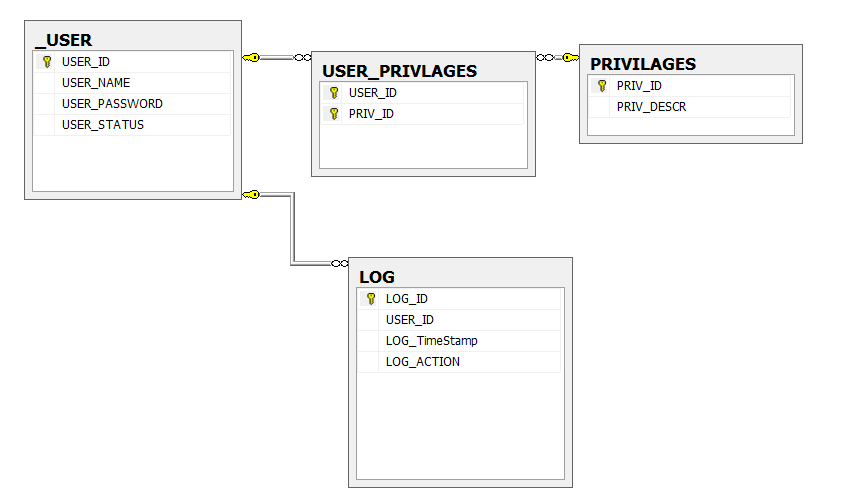 _USER
USER_ID
USER_NAME
USER_PASSWORD
USER_STATUS
USER_PRIVLAGES
USER_ID
PRIV_ID
PRIVILAGES
PRIV_ID
PRIV_DESCR
LOG
LOG_ID
USER_ID
LOG_TimeStamp
LOG_ACTION